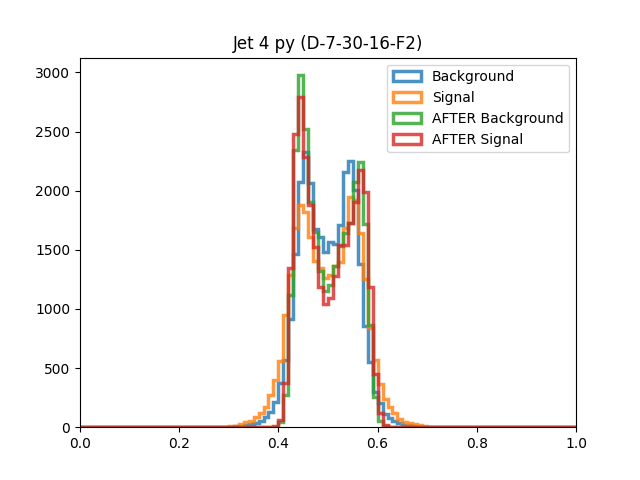 Jet 4 py (D-7-30-16-F2)
Background
Signal
AFTER Background
AFTER Signal
3000
2500
2000
1500
1000
500
0
0.0 0.2 0.4 0.6 0.8 1.0